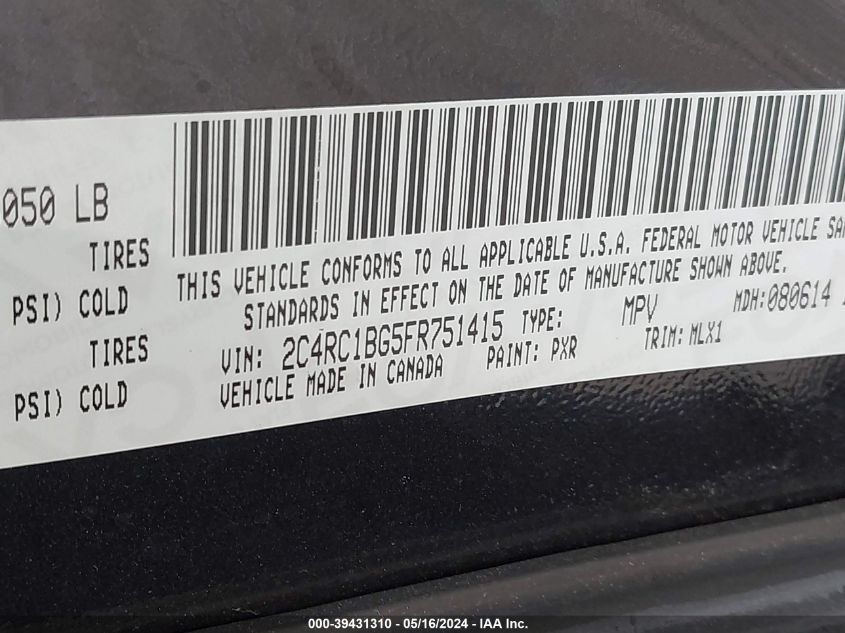 050 LB
TIRES
PSI) COLD
TIRES
PSI) COLD
THIS VEHICLE CONFORMS TO ALL APPLICABLE U.S.A. FEDERAL MOTOR VEHICLE
STANDARDS IN EFFECT ON THE DATE OF MANUFACTURE SHOWN ABOVE.
VIN: 2C4RC1BG5FR751415 TYPE: MPV MDH:080614
VEHICLE MADE IN CANADA PAINT: PXR TRIM: MLX1
000-39431310 - 05/16/2024 - IAA Inc.